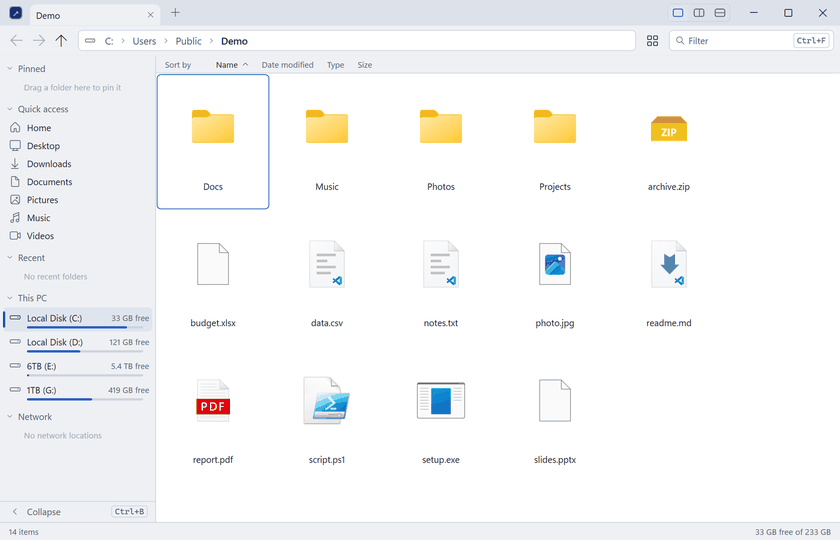 Demo
C: Users Public Demo
Filter Ctrl+F
Sort by Name Date modified Type Size
Pinned
Drag a folder here to pin it
Quick access
Home
Desktop
Downloads
Documents
Pictures
Music
Videos
Recent
No recent folders
This PC
Local Disk (C:) 33 GB free
Local Disk (D:) 121 GB free
6TB (E:) 5.4 TB free
1TB (G:) 419 GB free
Network
No network locations
Collapse Ctrl+B
ZIP
Docs Music Photos Projects archive.zip
budget.xlsx data.csv notes.txt photo.jpg readme.md
PDF
report.pdf script.ps1 setup.exe slides.pptx
14 items
33 GB free of 233 GB